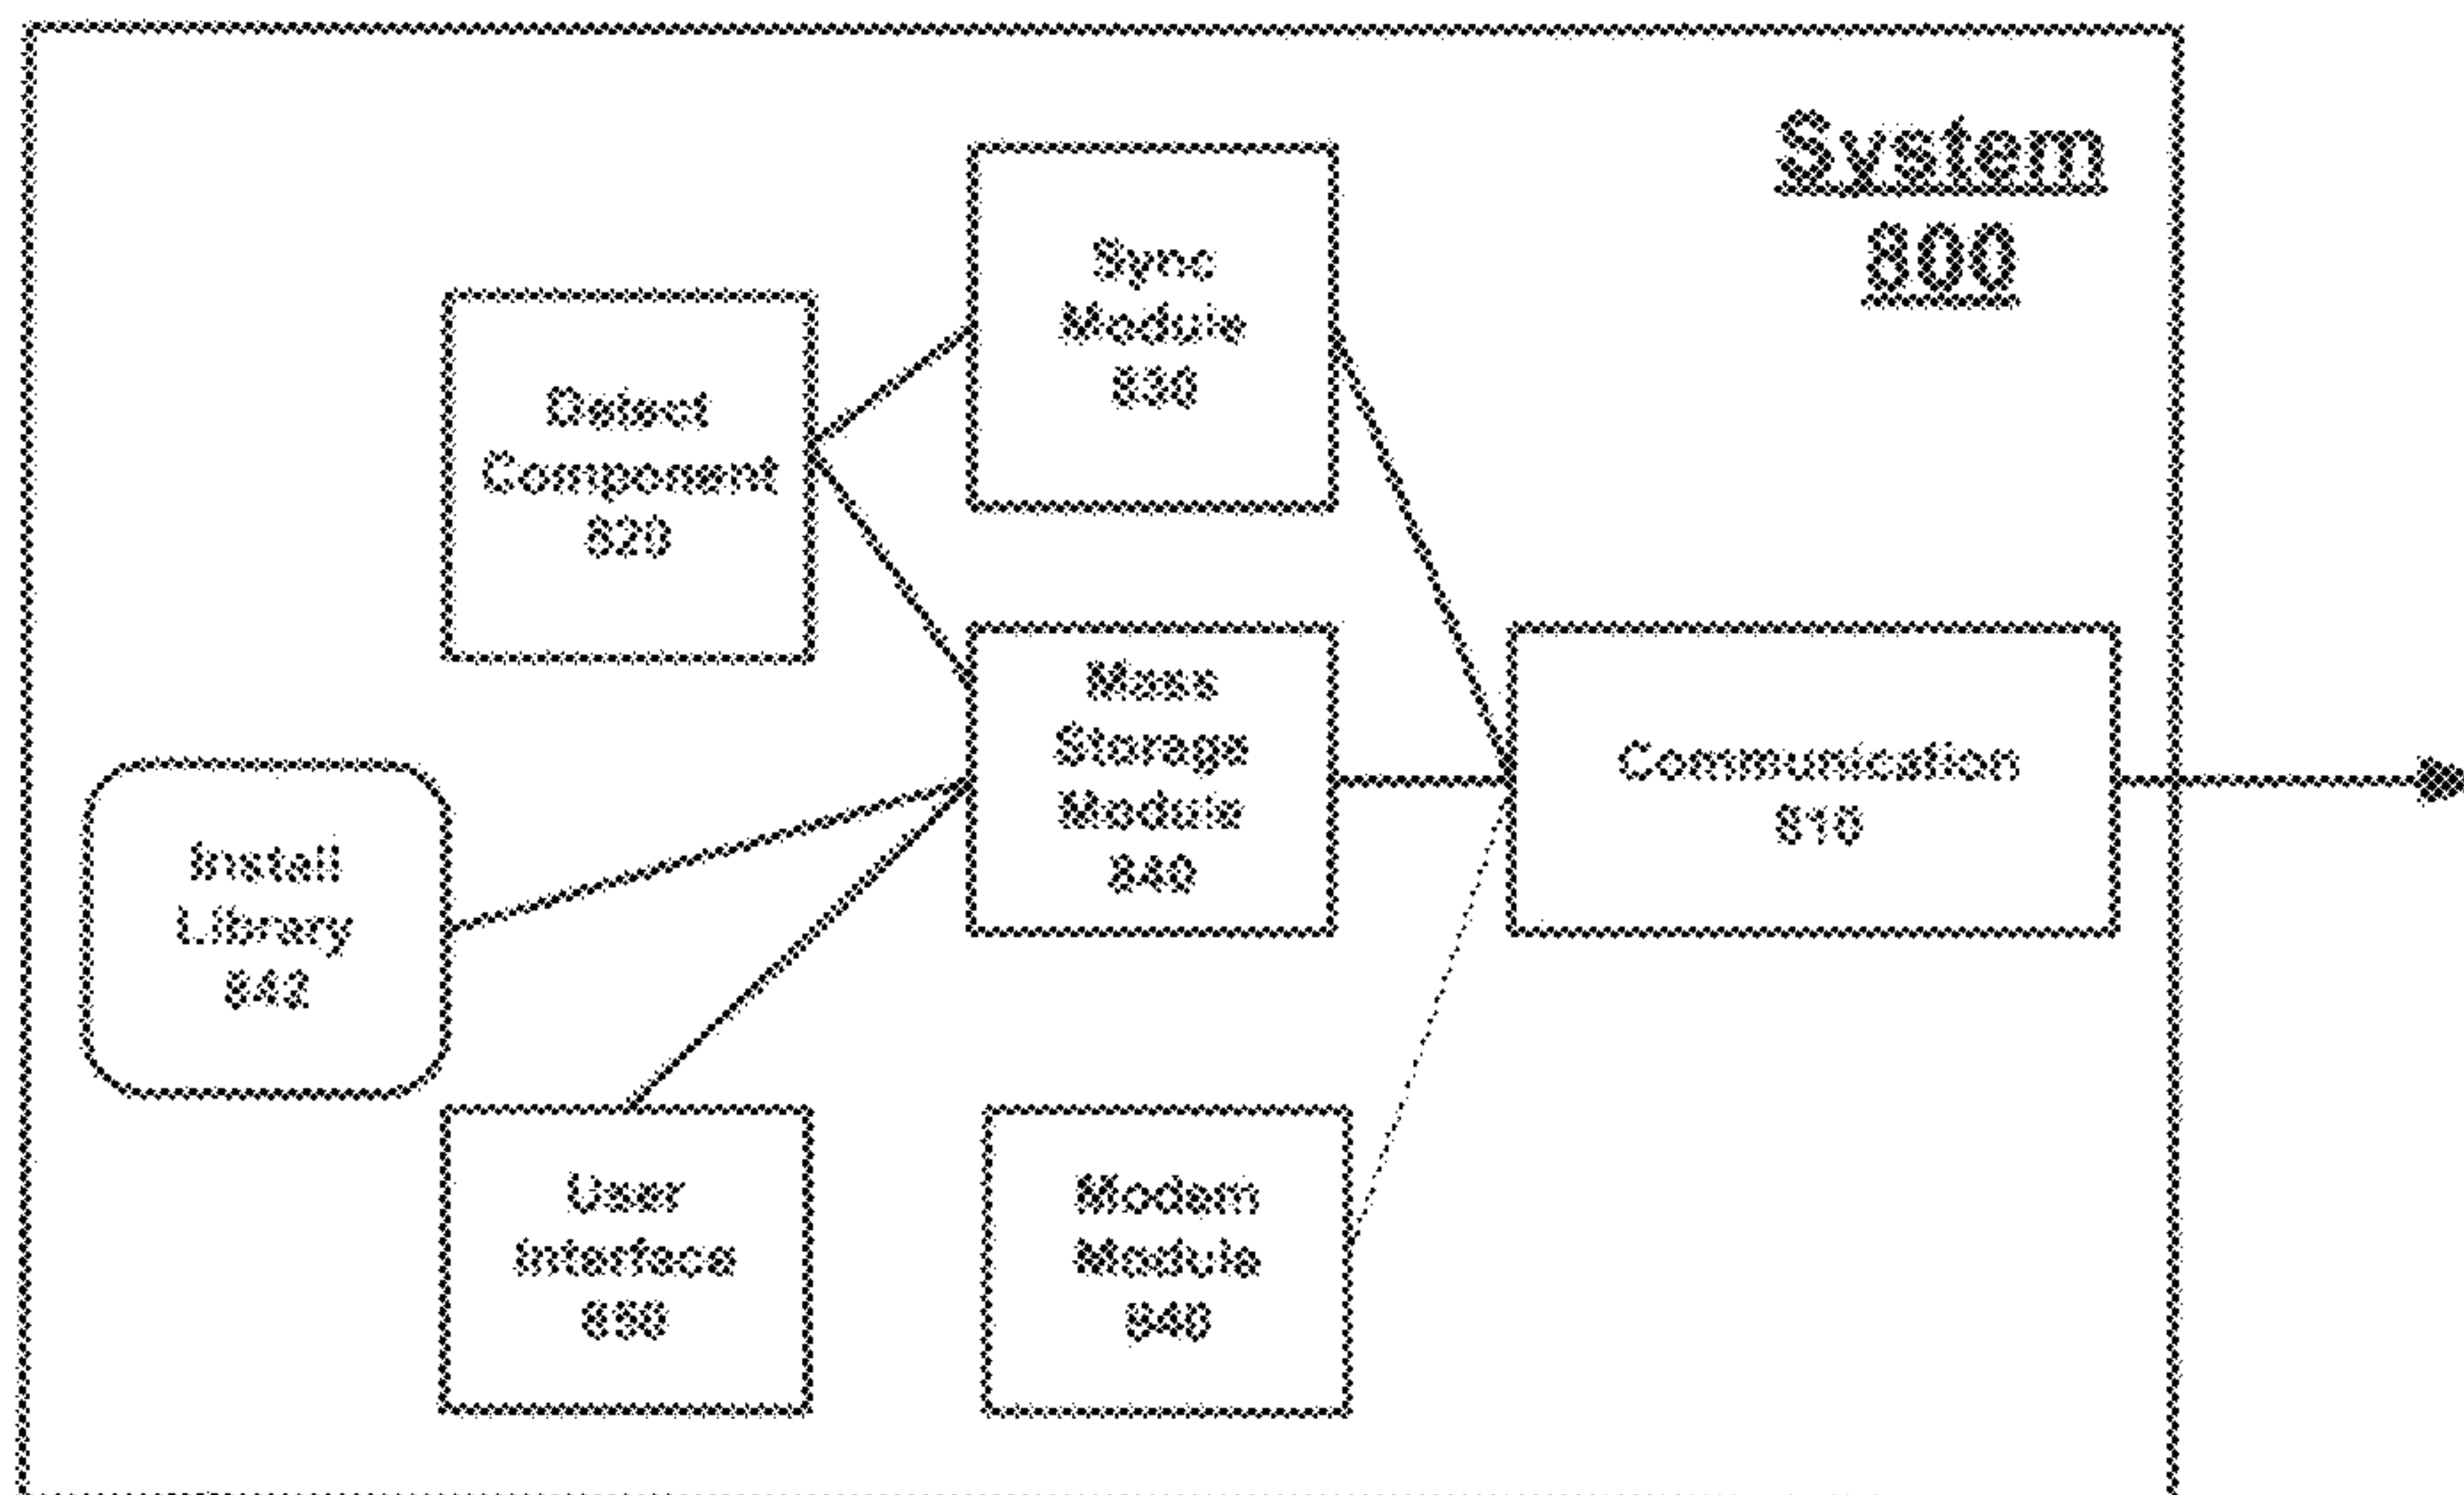 System
800
Sync
Module
830
Detect
Component
820
Mass
Storage
Module
840
Communication
810
Install
Library
842
User
Interface
Modem
Module